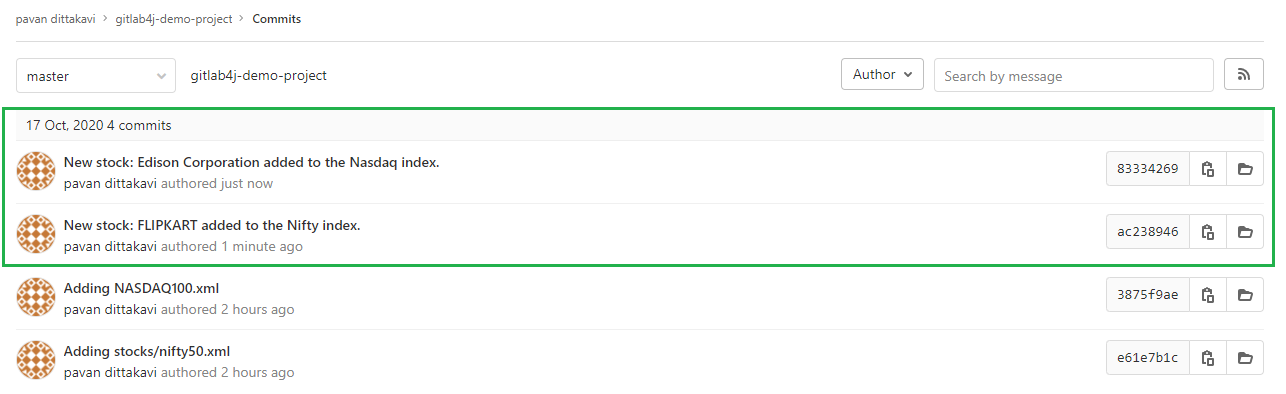 pavan dittakavi > gitlab4j-demo-project > Commits
master
gitlab4j-demo-project
Author
Search by message
17 Oct, 2020 4 commits
New stock: Edison Corporation added to the Nasdaq index.
pavan dittakavi authored just now
83334269
New stock: FLIPKART added to the Nifty index.
pavan dittakavi authored 1 minute ago
ac238946
Adding NASDAQ100.xml
pavan dittakavi authored 2 hours ago
3875f9ae
Adding stocks/nifty50.xml
pavan dittakavi authored 2 hours ago
e61e7b1c